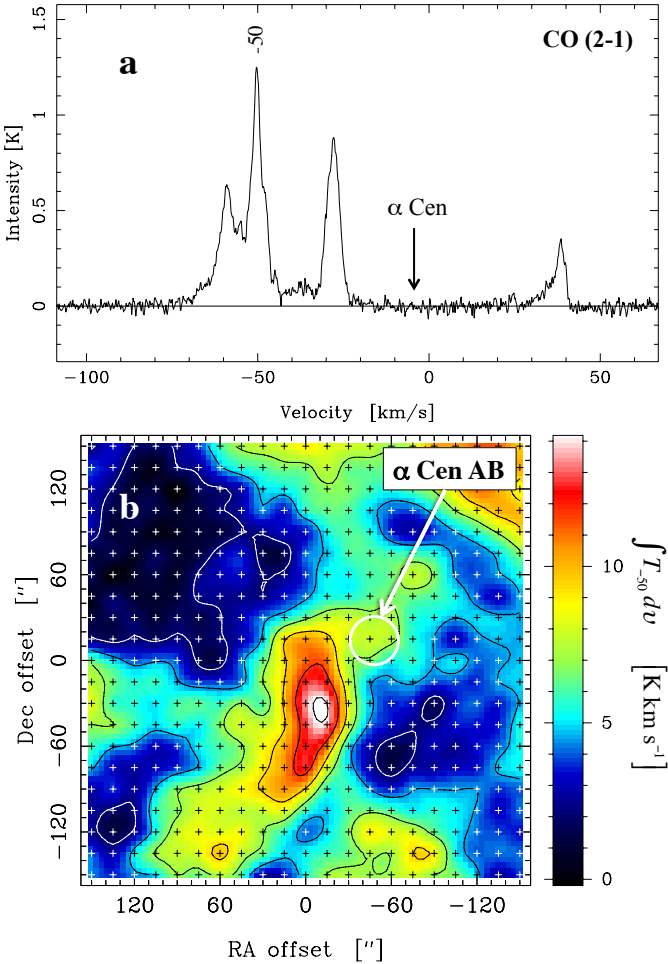 1.5
1
0.5
0
Intensity [K]
a
-50
CO (2-1)
α Cen
−100
−50
0
50
Velocity [km/s]
b
α Cen AB
120
60
0
−60
−120
Dec offset ["]
120
60
0
−60
−120
RA offset ["]
10
5
0
∫T₋₅₀ dv [K km s⁻¹]